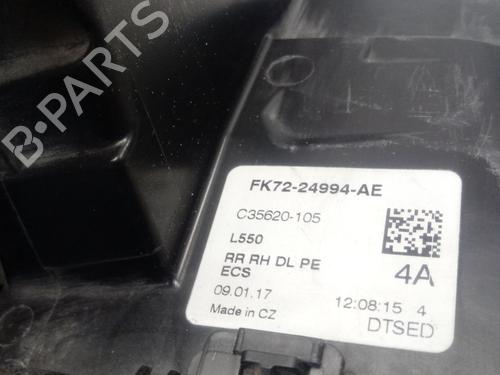 B-PARTS
FK72-24994-AE
C35620-105
L550
RR RH DL PE
ECS
4A
09.01.17
12:08:15 4
Made in CZ
DTSED